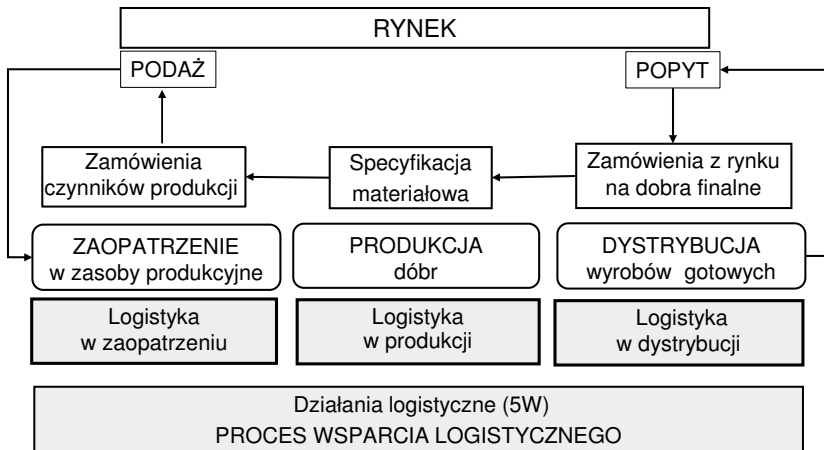 RYNEK
PODAŻ
POPYT
Zamówienia
czynników produkcji
Specyfikacja
materiałowa
Zamówienia z rynku
na dobra finalne
ZAOPATRZENIE
w zasoby produkcyjne
PRODUKCJA
dóbr
DYSTRYBUCJA
wyrobów gotowych
Logistyka
w zaopatrzeniu
Logistyka
w produkcji
Logistyka
w dystrybucji
Działania logistyczne (5W)
PROCES WSPARCIA LOGISTYCZNEGO